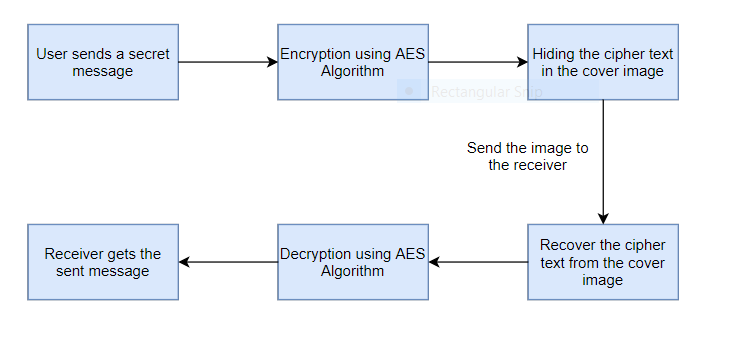 User sends a secret
message
Encryption using AES
Algorithm
Hiding the cipher text
in the cover image
Rectangular Snip
Send the image to
the receiver
Receiver gets the
sent message
Decryption using AES
Algorithm
Recover the cipher
text from the cover
image